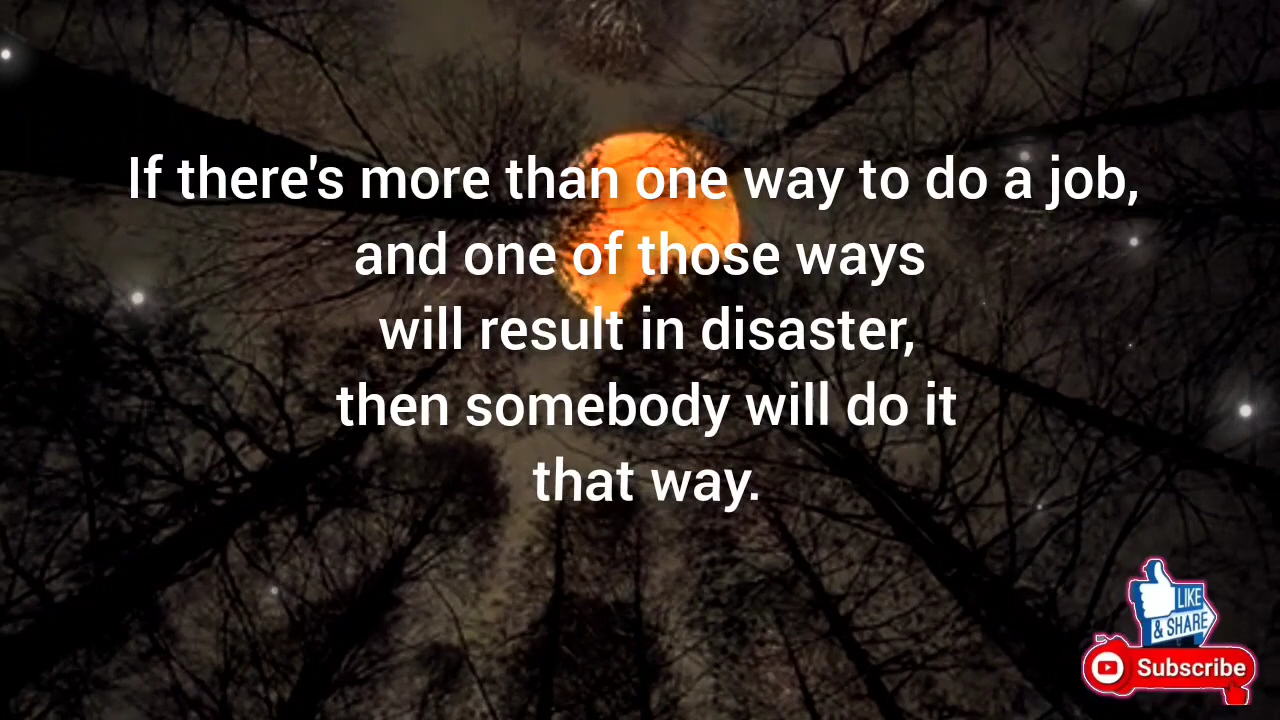 If there's more than one way to do a job,
and one of those ways
will result in disaster,
then somebody will do it
that way.
LIKE
& SHARE
Subscribe